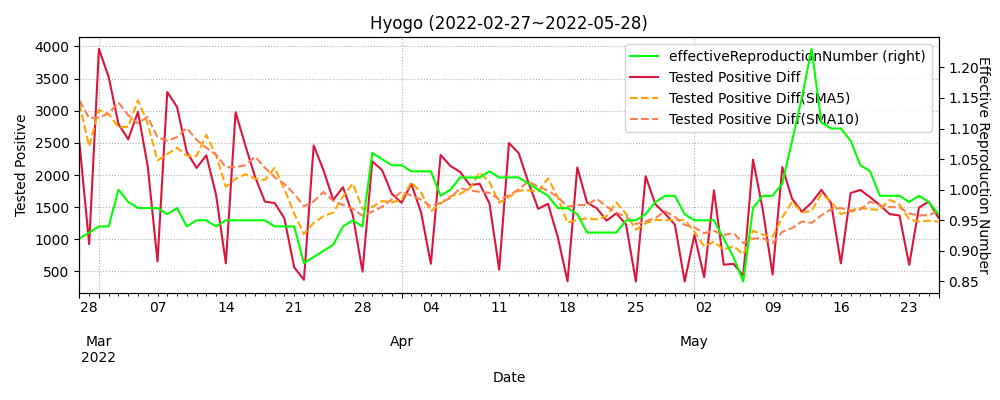 Hyogo (2022-02-27~2022-05-28)
effectiveReproductionNumber (right)
Tested Positive Diff
Tested Positive Diff(SMA5)
Tested Positive Diff(SMA10)
Tested Positive
4000
3500
3000
2500
2000
1500
1000
500
1.20
1.15
1.10
1.05
1.00
0.95
0.90
0.85
Effective Reproduction Number
28 07 14 21 28 04 11 18 25 02 09 16 23
Mar Apr May
2022
Date